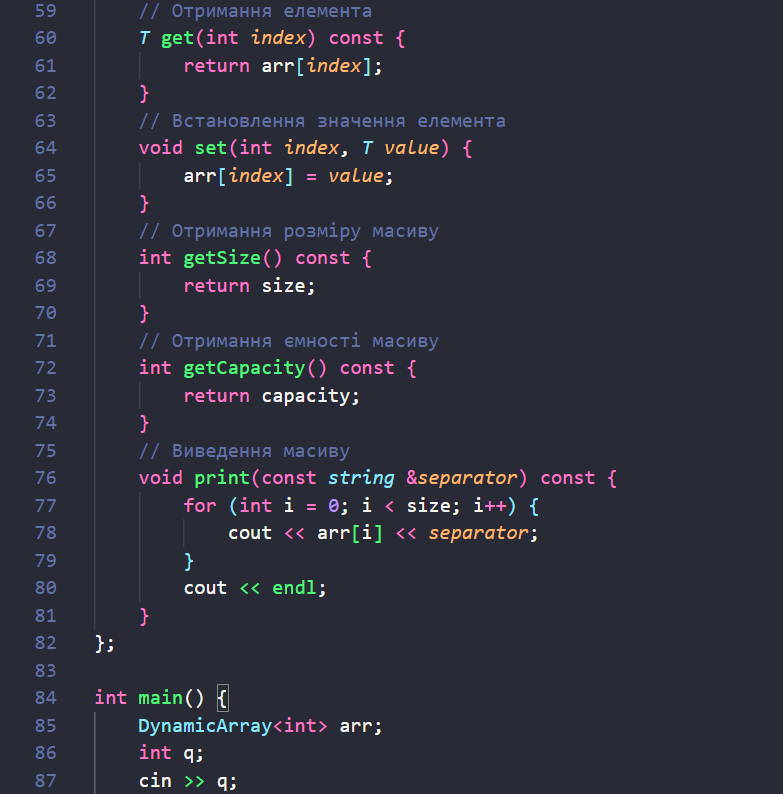 59 // Отримання елемента
60 T get(int index) const {
61 return arr[index];
62 }
63 // Встановлення значення елемента
64 void set(int index, T value) {
65 arr[index] = value;
66 }
67 // Отримання розміру масиву
68 int getSize() const {
69 return size;
70 }
71 // Отримання ємності масиву
72 int getCapacity() const {
73 return capacity;
74 }
75 // Виведення масиву
76 void print(const string &separator) const {
77 for (int i = 0; i < size; i++) {
78 cout << arr[i] << separator;
79 }
80 cout << endl;
81 }
82 };
83
84 int main() {
85 DynamicArray<int> arr;
86 int q;
87 cin >> q;